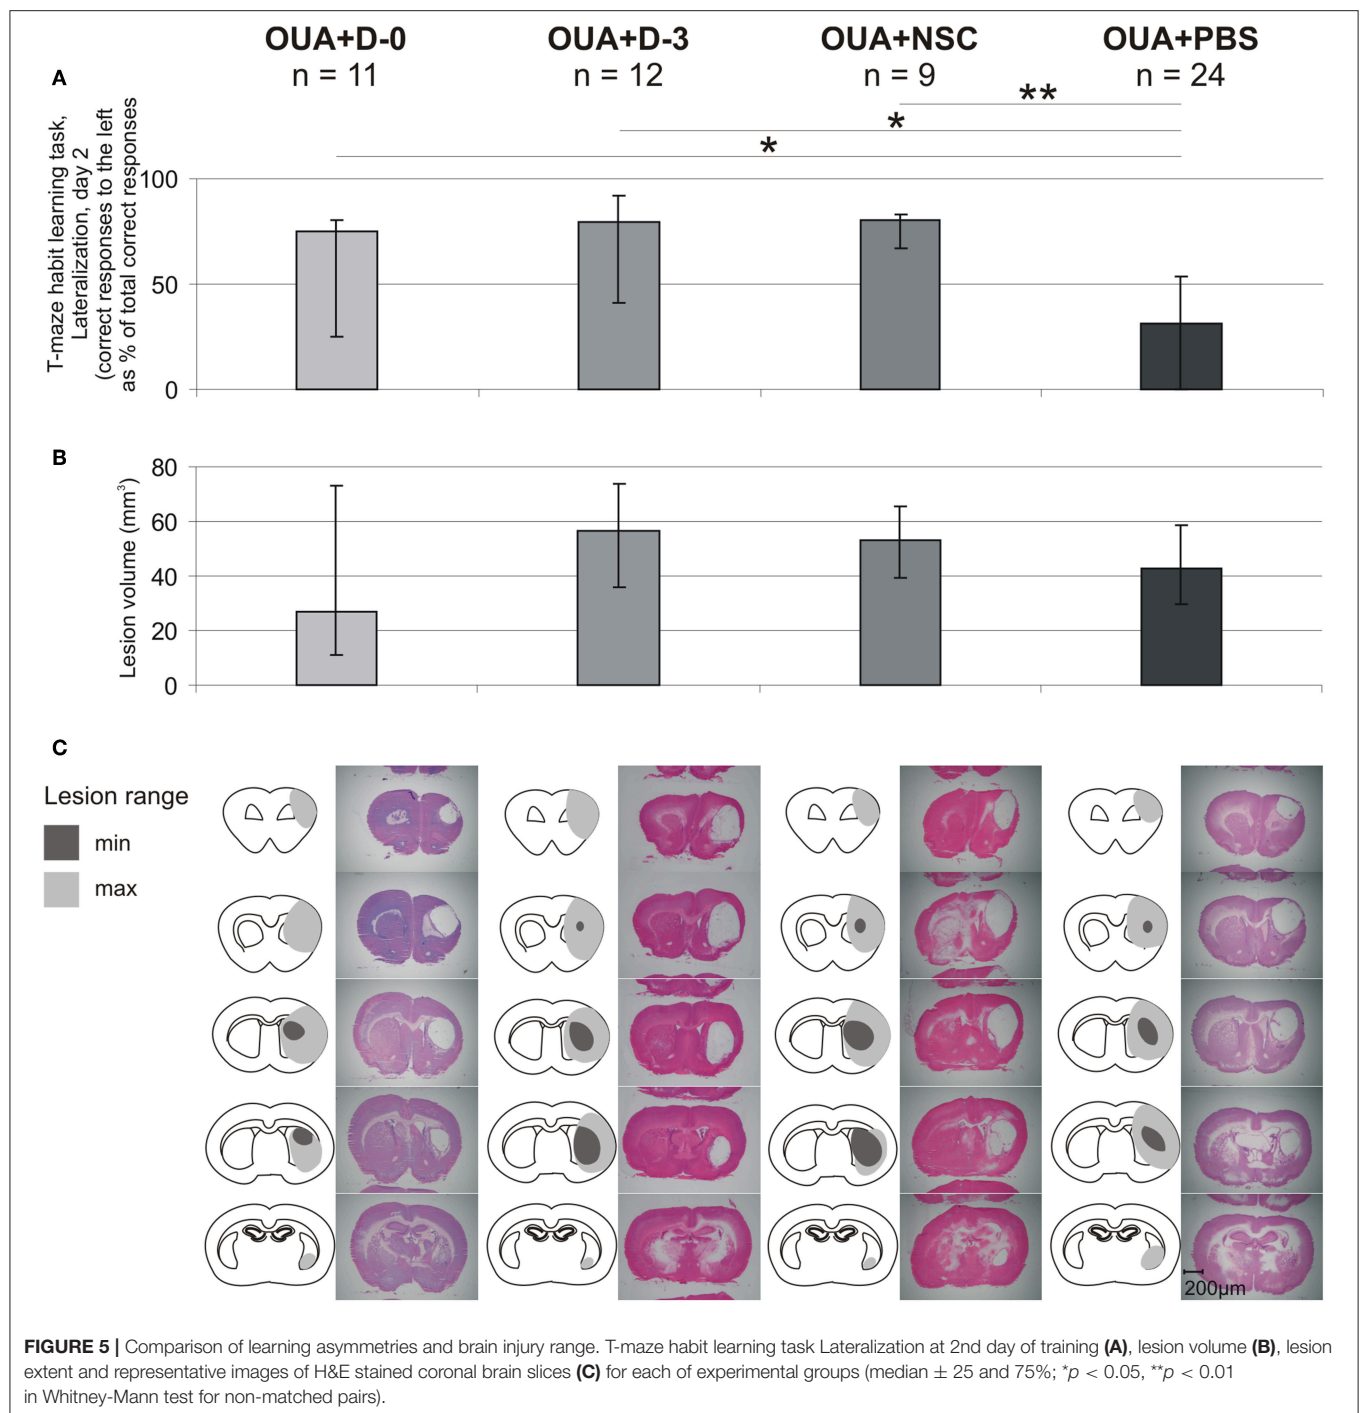 OUA+D-0 OUA+D-3 OUA+NSC OUA+PBS
n = 11 n = 12 n = 9 n = 24
A
**
*
*
T-maze habit learning task,
Lateralization, day 2
(correct responses to the left
as % of total correct responses
100
50
0
B
Lesion volume (mm³)
80
60
40
20
0
C
Lesion range
min
max
200µm
FIGURE 5 | Comparison of learning asymmetries and brain injury range. T-maze habit learning task Lateralization at 2nd day of training (A), lesion volume (B), lesion
extent and representative images of H&E stained coronal brain slices (C) for each of experimental groups (median ± 25 and 75%; *p < 0.05, **p < 0.01
in Whitney-Mann test for non-matched pairs).